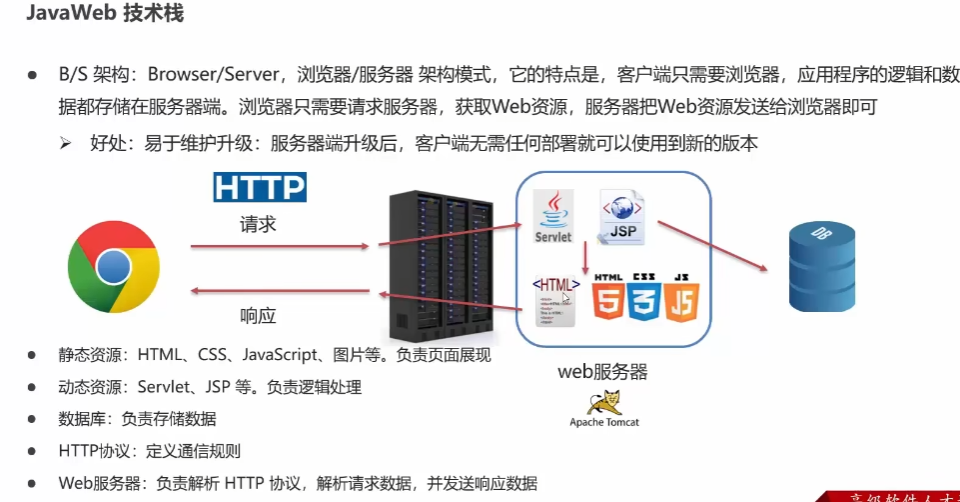 JavaWeb 技术栈
● B/S 架构：Browser/Server，浏览器/服务器 架构模式，它的特点是，客户端只需要浏览器，应用程序的逻辑和数
据都存储在服务器端。浏览器只需要请求服务器，获取Web资源，服务器把Web资源发送给浏览器即可
➢ 好处：易于维护升级：服务器端升级后，客户端无需任何部署就可以使用到新的版本
HTTP
请求
响应
Servlet
JSP
<HTML>
HTML
5
CSS
3
JS
JS
DB
web服务器
Apache Tomcat
● 静态资源：HTML、CSS、JavaScript、图片等。负责页面展现
● 动态资源：Servlet、JSP 等。负责逻辑处理
● 数据库：负责存储数据
● HTTP协议：定义通信规则
● Web服务器：负责解析 HTTP 协议，解析请求数据，并发送响应数据
高级软件人才